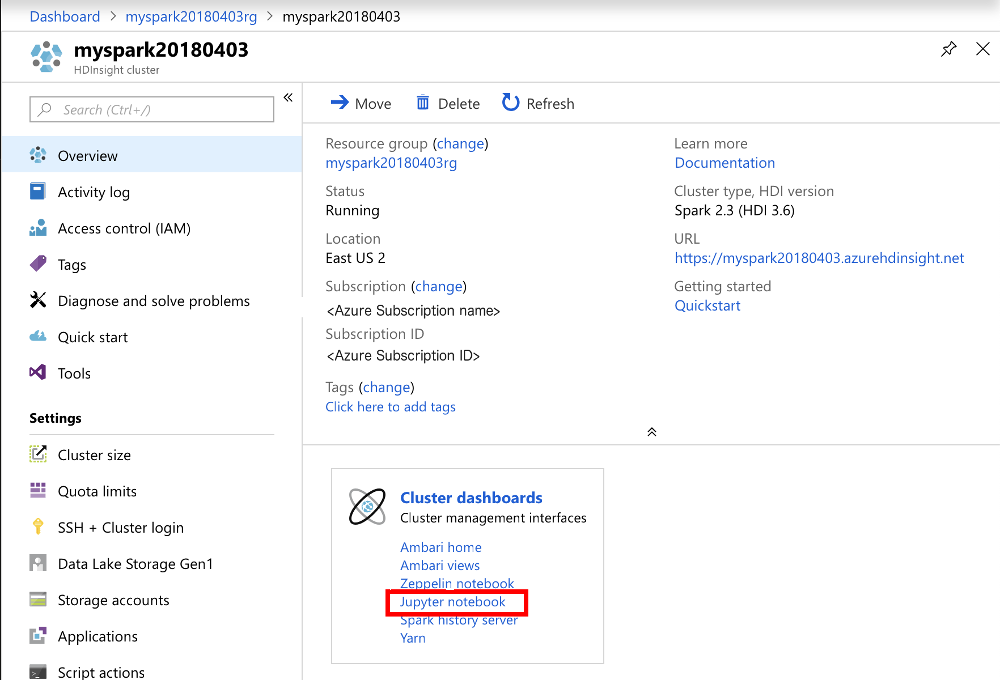 Dashboard > myspark20180403rg > myspark20180403
myspark20180403
HDInsight cluster
Search (Ctrl+/)
Overview
Activity log
Access control (IAM)
Tags
Diagnose and solve problems
Quick start
Tools
Settings
Cluster size
Quota limits
SSH + Cluster login
Data Lake Storage Gen1
Storage accounts
Applications
Script actions
Move Delete Refresh
Resource group (change)
myspark20180403rg
Status
Running
Location
East US 2
Subscription (change)
<Azure Subscription name>
Subscription ID
<Azure Subscription ID>
Tags (change)
Click here to add tags
Learn more
Documentation
Cluster type, HDI version
Spark 2.3 (HDI 3.6)
URL
https://myspark20180403.azurehdinsight.net
Getting started
Quickstart
Cluster dashboards
Cluster management interfaces
Ambari home
Ambari views
Zeppelin notebook
Jupyter notebook
Spark history server
Yarn